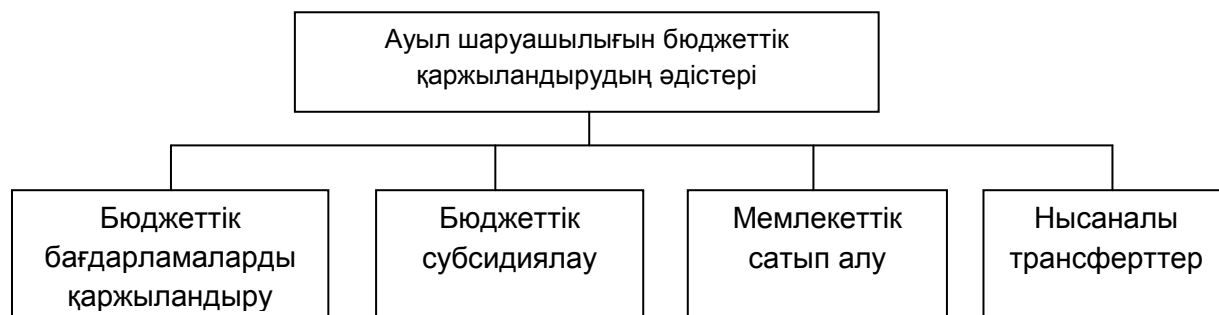 Ауыл шаруашылығын бюджеттік
қаржыландырудың әдістері
Бюджеттік
бағдарламаларды
қаржыландыру
Бюджеттік
субсидиялау
Мемлекеттік
сатып алу
Нысаналы
трансферттер